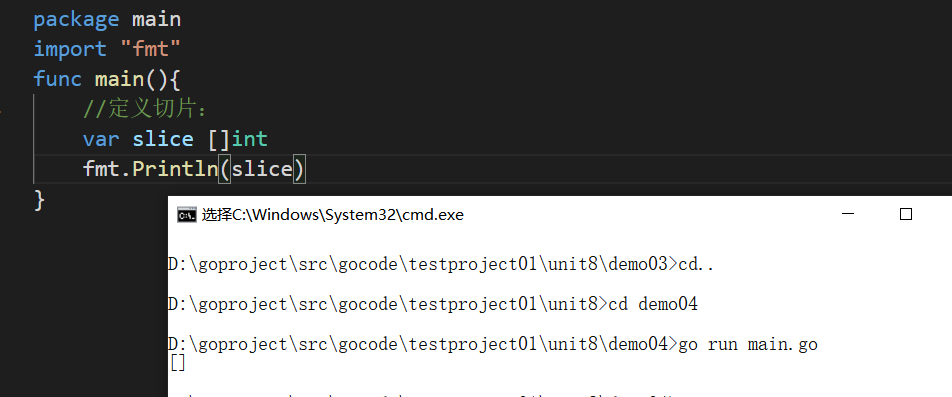 package main
import "fmt"
func main(){
    //定义切片：
    var slice []int
    fmt.Println(slice)
}
选择C:\Windows\System32\cmd.exe
D:\goproject\src\gocode\testproject01\unit8\demo03>cd..
D:\goproject\src\gocode\testproject01\unit8>cd demo04
D:\goproject\src\gocode\testproject01\unit8\demo04>go run main.go
[]